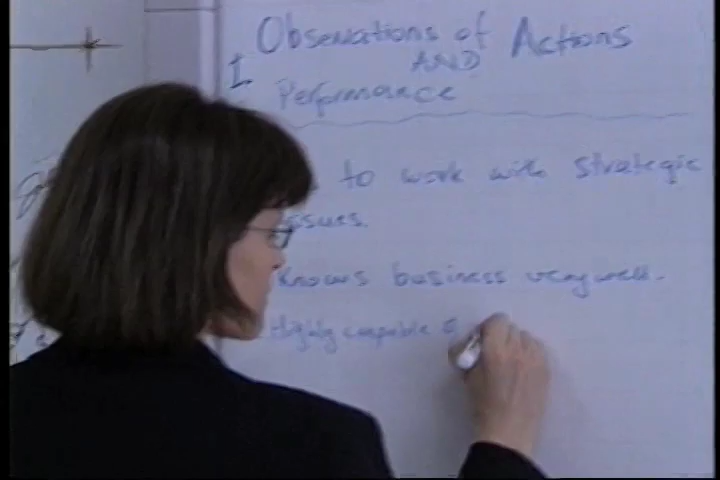 I Observations of Actions
AND
Performance
to work with strategic
issues.
Knows business very well.
Highly capable